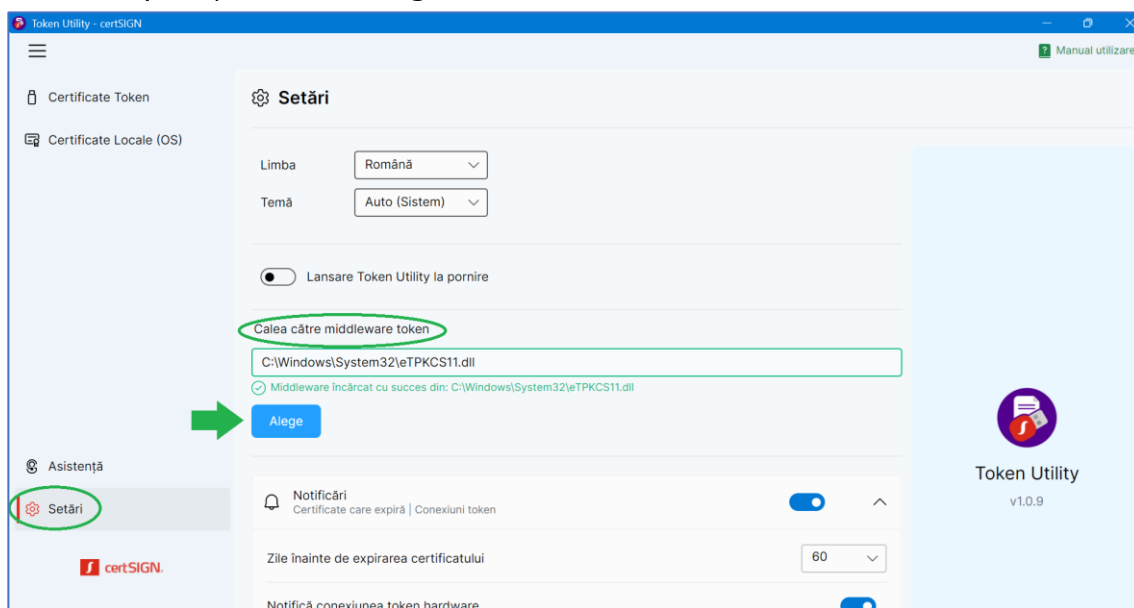 Token Utility - certSIGN
Manual utilizare
Certificate Token
Certificate Locale (OS)
Setări
Limba
Română
Temă
Auto (Sistem)
Lansare Token Utility la pornire
Calea către middleware token
C:\Windows\System32\eTPKCS11.dll
Middleware încărcat cu succes din: C:\Windows\System32\eTPKCS11.dll
Alege
Asistență
Setări
certSIGN.
Notificări
Certificate care expiră | Conexiuni token
Zile înainte de expirarea certificatului
60
Notifică conexiunea token hardware
Token Utility
v1.0.9